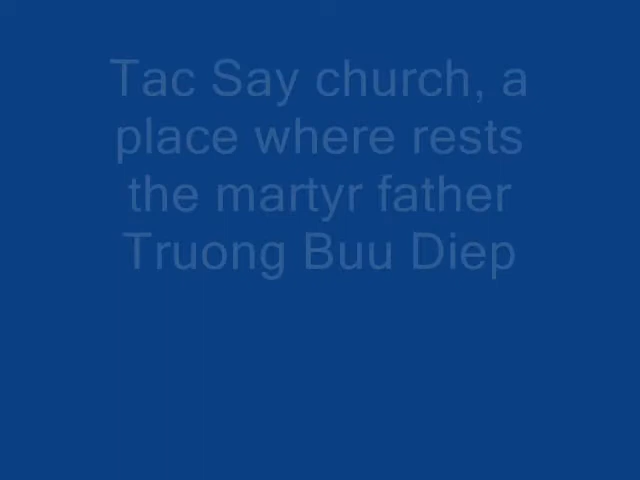 Tac Say church, a
place where rests
the martyr father
Truong Buu Diep